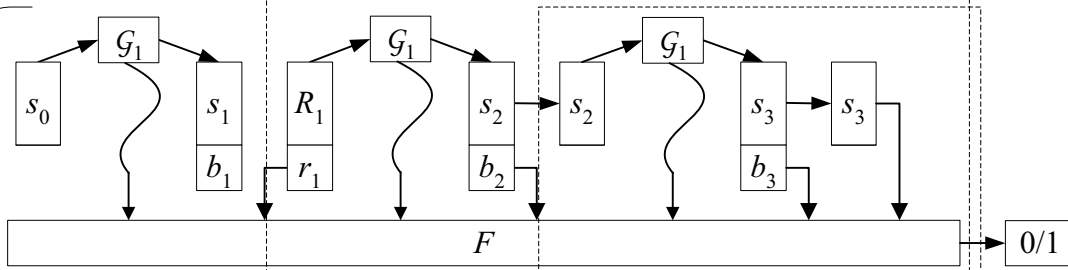 𝒢₁ 𝒢₁ 𝒢₁
s₀ s₁ R₁ s₂ s₂ s₃ s₃
b₁ r₁ b₂ b₃
F 0/1